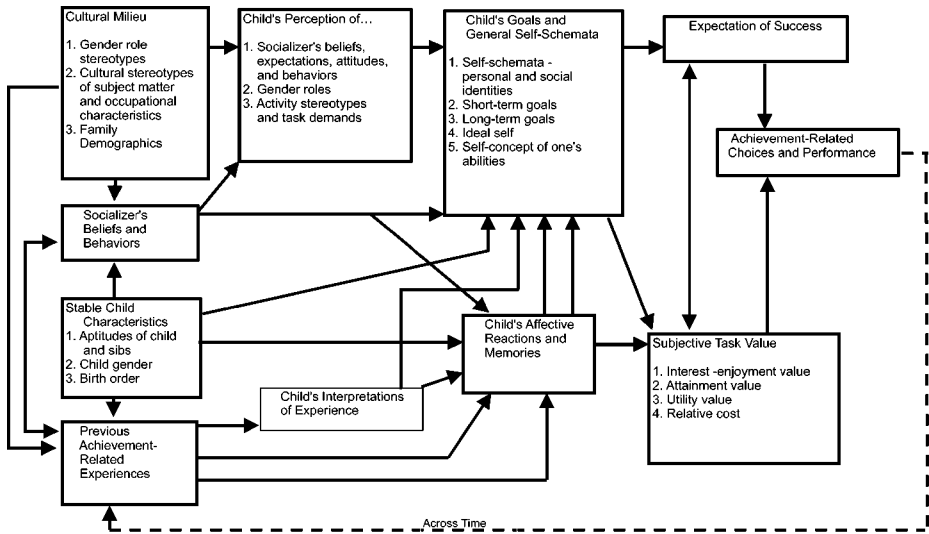 Cultural Milieu
1. Gender role
stereotypes
2. Cultural stereotypes
of subject matter
and occupational
characteristics
3. Family
Demographics
Child's Perception of...
1. Socializer's beliefs,
expectations, attitudes,
and behaviors
2. Gender roles
3. Activity stereotypes
and task demands
Child's Goals and
General Self-Schemata
1. Self-schemata -
personal and social
identities
2. Short-term goals
3. Long-term goals
4. Ideal self
5. Self-concept of one's
abilities
Expectation of Success
Achievement-Related
Choices and Performance
Socializer's
Beliefs and
Behaviors
Stable Child
Characteristics
1. Aptitudes of child
and sibs
2. Child gender
3. Birth order
Child's Affective
Reactions and
Memories
Subjective Task Value
1. Interest -enjoyment value
2. Attainment value
3. Utility value
4. Relative cost
Child's Interpretations
of Experience
Previous
Achievement-
Related
Experiences
Across Time